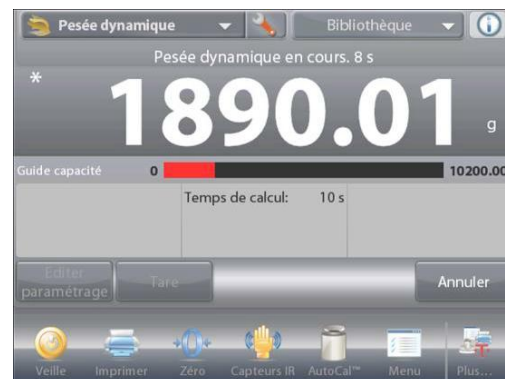 Pesée dynamique
Bibliothèque
Pesée dynamique en cours. 8 s
* 1890.01 g
Guide capacité 0 10200.00
Temps de calcul: 10 s
Editer paramétrage
Tare
Annuler
Veille
Imprimer
Zéro
Capteurs IR
AutoCal™
Menu
Plus...